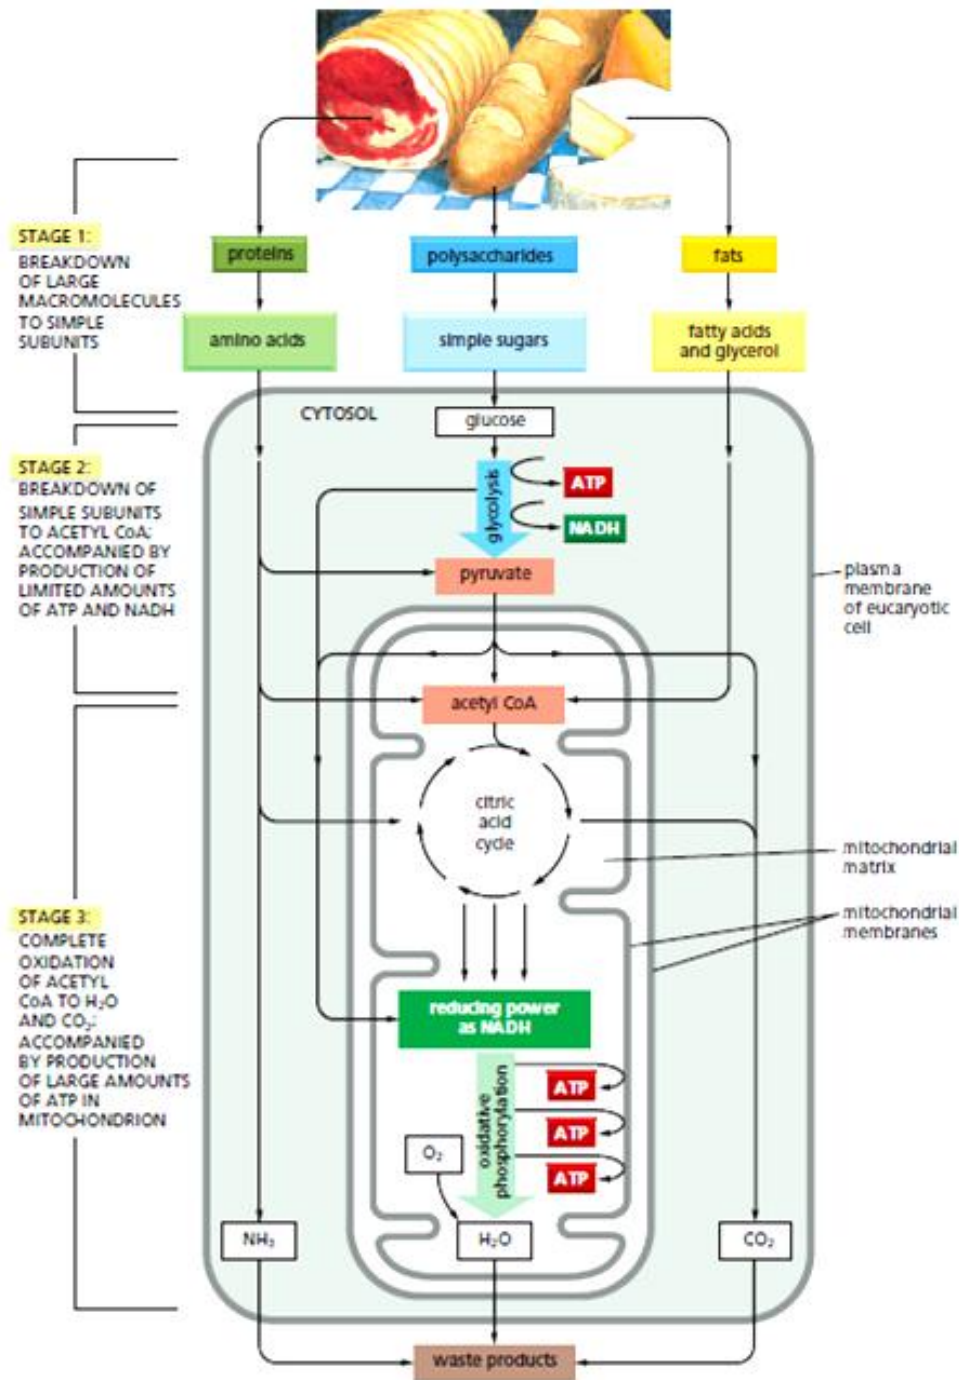 STAGE 1:
BREAKDOWN
OF LARGE
MACROMOLECULES
TO SIMPLE
SUBUNITS
proteins
polysaccharides
fats
amino acids
simple sugars
fatty acids
and glycerol
CYTOSOL
glucose
STAGE 2:
BREAKDOWN OF
SIMPLE SUBUNITS
TO ACETYL CoA;
ACCOMPANIED BY
PRODUCTION OF
LIMITED AMOUNTS
OF ATP AND NADH
glycolysis
ATP
NADH
pyruvate
plasma
membrane
of eucaryotic
cell
acetyl CoA
citric
acid
cycle
mitochondrial
matrix
mitochondrial
membranes
STAGE 3:
COMPLETE
OXIDATION
OF ACETYL
CoA TO H₂O
AND CO₂;
ACCOMPANIED
BY PRODUCTION
OF LARGE AMOUNTS
OF ATP IN
MITOCHONDRION
reducing power
as NADH
oxidative
phosphorylation
ATP
ATP
ATP
O₂
NH₃
H₂O
CO₂
waste products